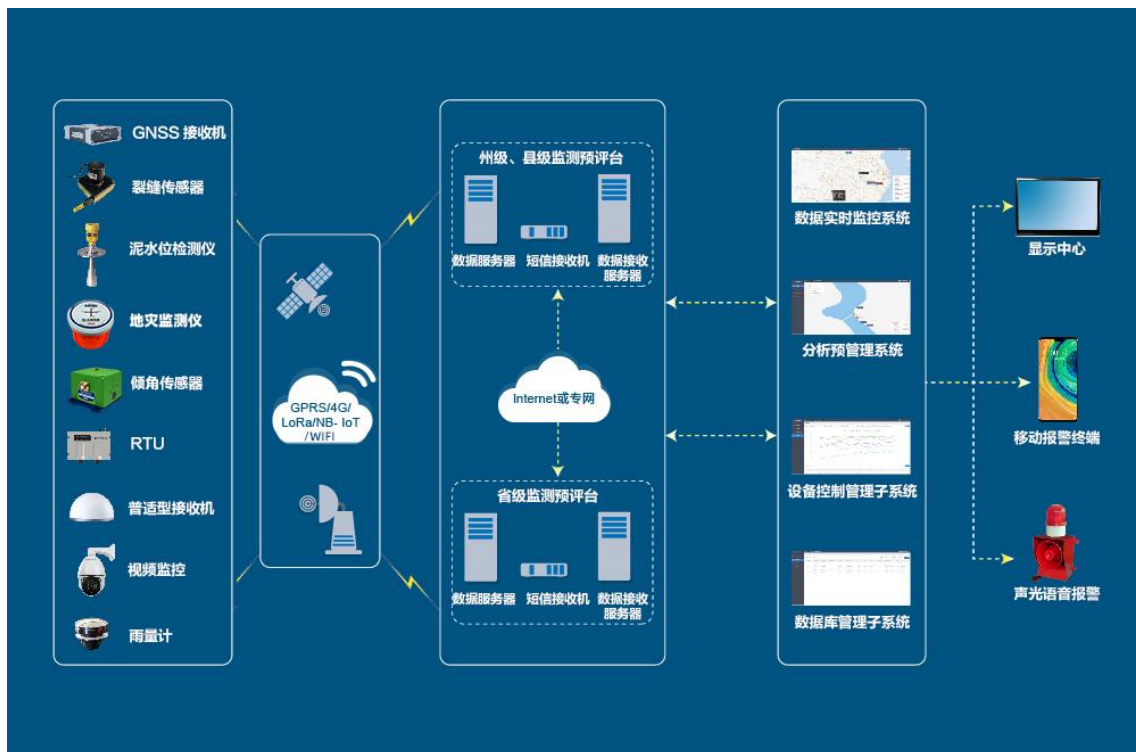 GNSS 接收机
裂缝传感器
泥水位检测仪
地灾监测仪
倾角传感器
RTU
普适型接收机
视频监控
雨量计
GPRS/4G/
LoRa/NB- IoT
/WIFI
州级、县级监测预评台
数据服务器
短信接收机
数据接收
服务器
Internet或专网
省级监测预评台
数据服务器
短信接收机
数据接收
服务器
数据实时监控系统
分析预管理系统
设备控制管理子系统
数据库管理子系统
显示中心
移动报警终端
声光语音报警